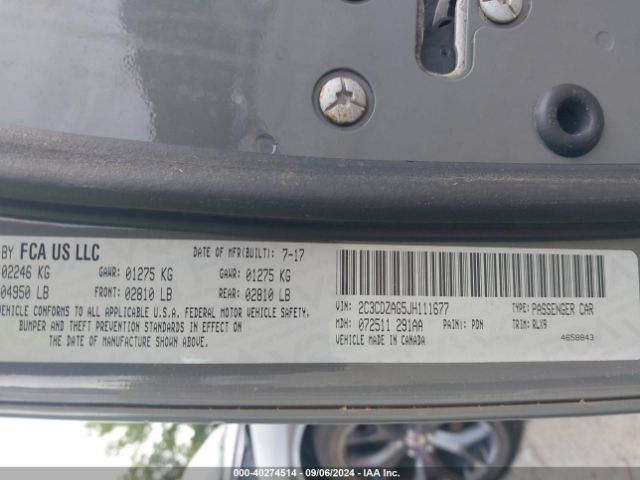 BY FCA US LLC
DATE OF MFR(BUILT): 7-17
02246 KG GAWR: 01275 KG GAWR: 01275 KG
04950 LB FRONT: 02810 LB REAR: 02810 LB
VEHICLE CONFORMS TO ALL APPLICABLE U.S.A. FEDERAL MOTOR VEHICLE SAFETY,
BUMPER AND THEFT PREVENTION STANDARDS IN EFFECT ON
THE DATE OF MANUFACTURE SHOWN ABOVE.
VIN: 2C3CDZAG5JH111677 TYPE: PASSENGER CAR
MDH: 072511 291AA PAINT: PDN TRIM: RLX9
VEHICLE MADE IN CANADA 4658843
000-40274514 - 09/06/2024 - IAA Inc.